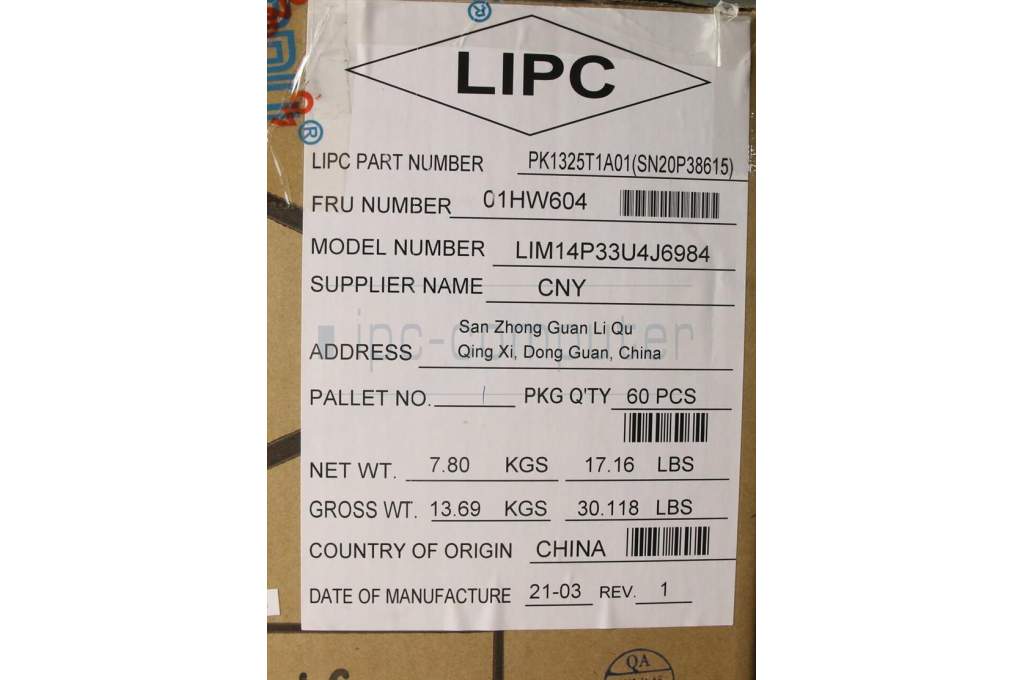 ®
LIPC
®
LIPC PART NUMBER PK1325T1A01(SN20P38615)
FRU NUMBER 01HW604
MODEL NUMBER LIM14P33U4J6984
SUPPLIER NAME CNY
ipc-computer
San Zhong Guan Li Qu
ADDRESS Qing Xi, Dong Guan, China
PALLET NO. PKG Q'TY 60 PCS
NET WT. 7.80 KGS 17.16 LBS
GROSS WT. 13.69 KGS 30.118 LBS
COUNTRY OF ORIGIN CHINA
DATE OF MANUFACTURE 21-03 REV. 1
QA